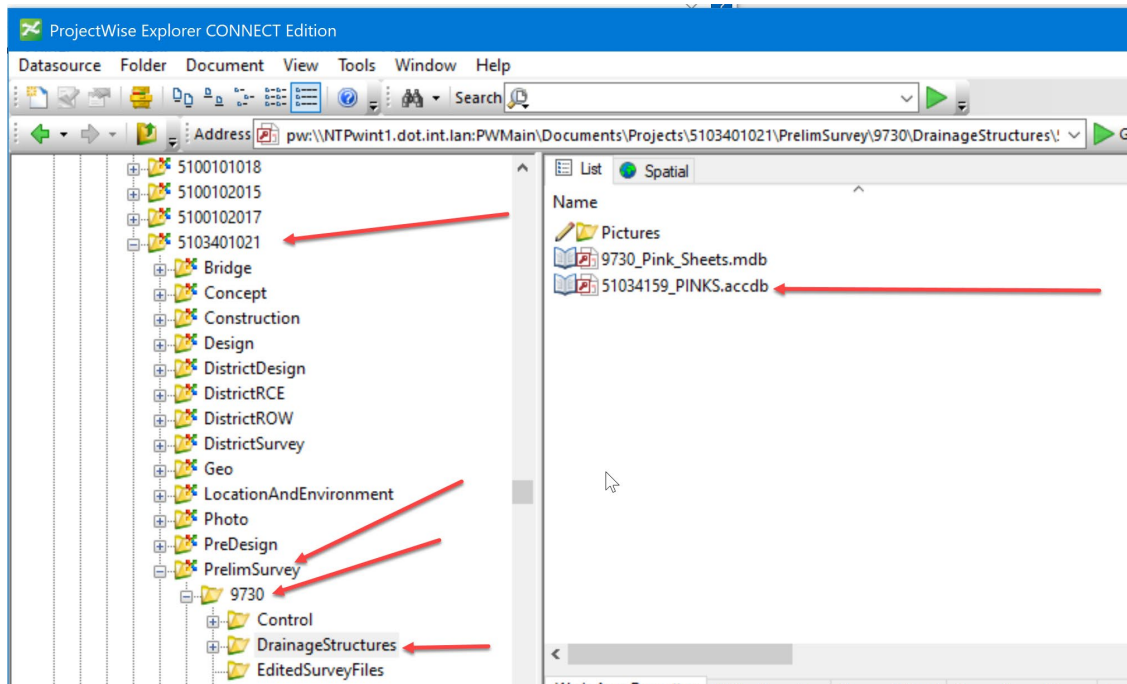 ProjectWise Explorer CONNECT Edition
Datasource Folder Document View Tools Window Help
Search
Address pw:\\NTPwint1.dot.int.lan:PWMain\Documents\Projects\5103401021\PrelimSurvey\9730\DrainageStructures\
5100101018
5100102015
5100102017
5103401021
Bridge
Concept
Construction
Design
DistrictDesign
DistrictRCE
DistrictROW
DistrictSurvey
Geo
LocationAndEnvironment
Photo
PreDesign
PrelimSurvey
9730
Control
DrainageStructures
EditedSurveyFiles
List Spatial
Name
Pictures
9730_Pink_Sheets.mdb
51034159_PINKS.accdb